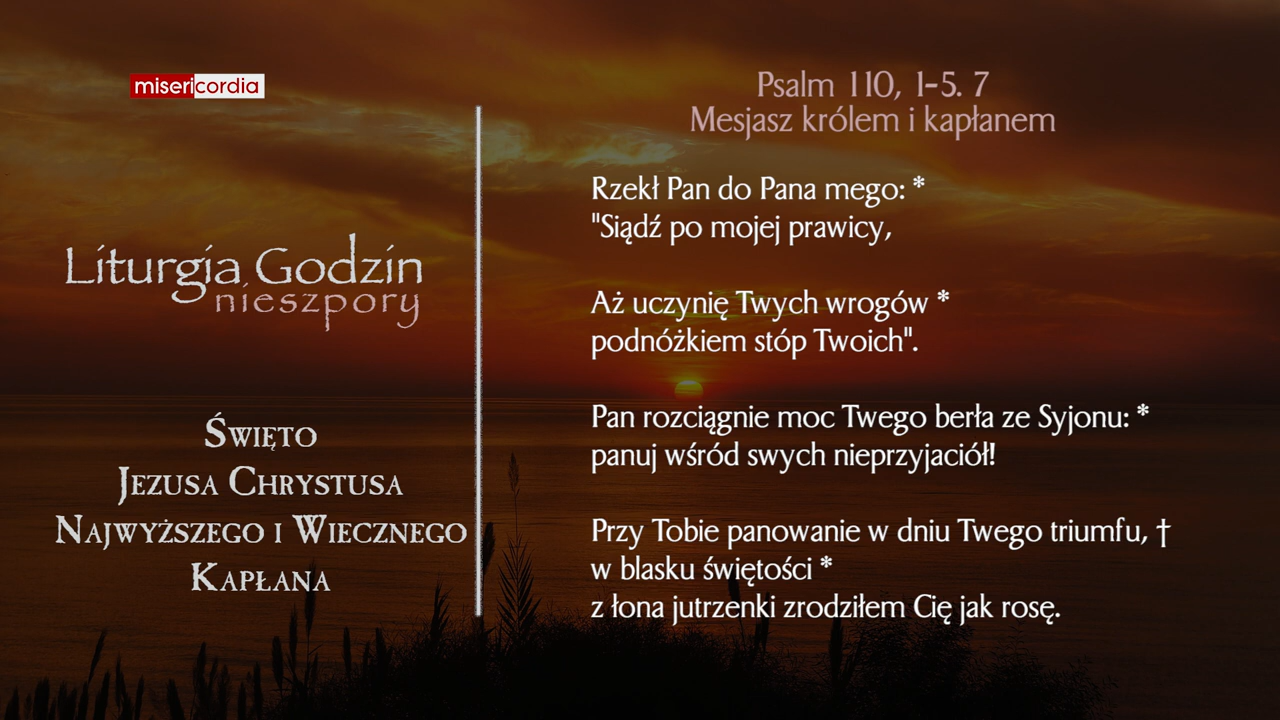 misericordia
Liturgia Godzin
nieszpory
Święto
Jezusa Chrystusa
Najwyższego i Wiecznego
Kapłana
Psalm 110, 1-5. 7
Mesjasz królem i kapłanem
Rzekł Pan do Pana mego: *
"Siądź po mojej prawicy,
Aż uczynię Twych wrogów *
podnóżkiem stóp Twoich".
Pan rozciągnie moc Twego berła ze Syjonu: *
panuj wśród swych nieprzyjaciół!
Przy Tobie panowanie w dniu Twego triumfu, †
w blasku świętości *
z łona jutrzenki zrodziłem Cię jak rosę.